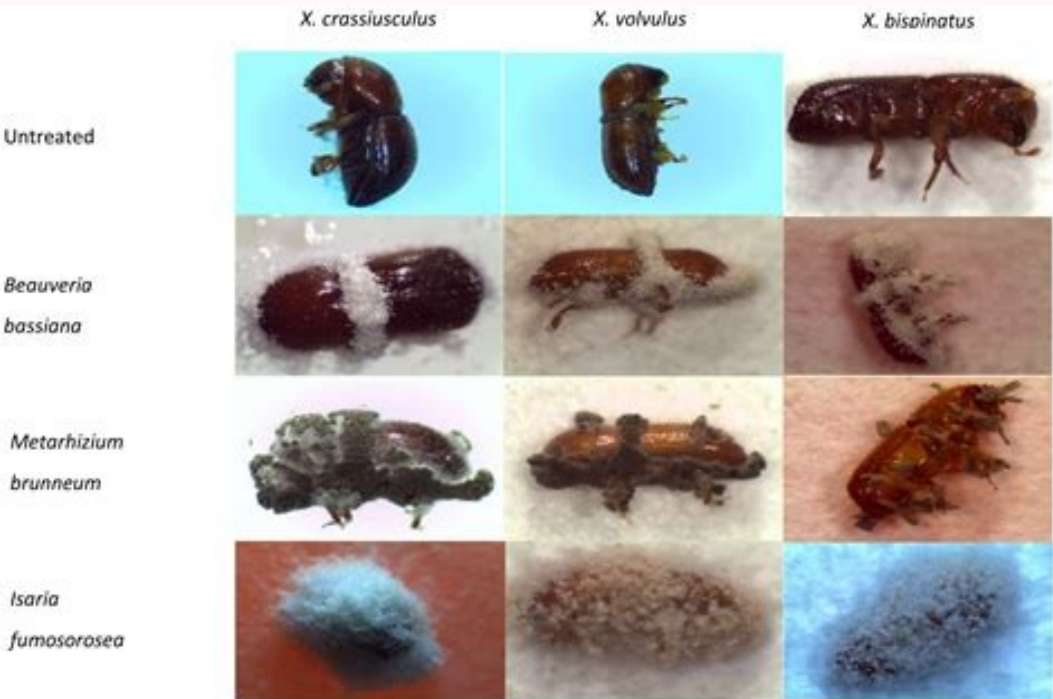 X. crassiusculus X. volvulus X. bispinatus
Untreated
Beauveria
bassiana
Metarhizium
brunneum
Isaria
fumosorosea